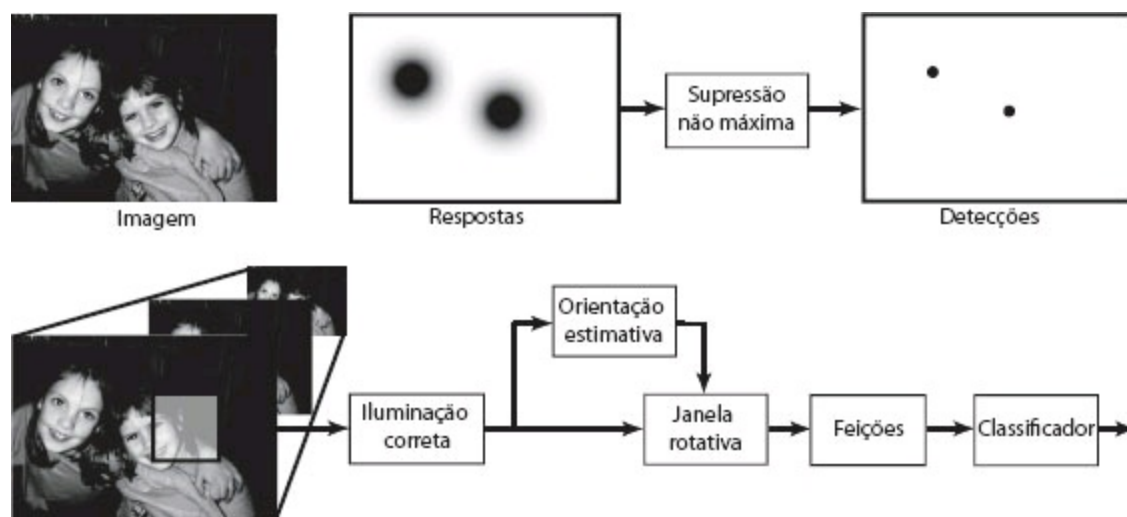 Imagem
Respostas
Supressão
não máxima
Detecções
Iluminação
correta
Orientação
estimativa
Janela
rotativa
Feições
Classificador